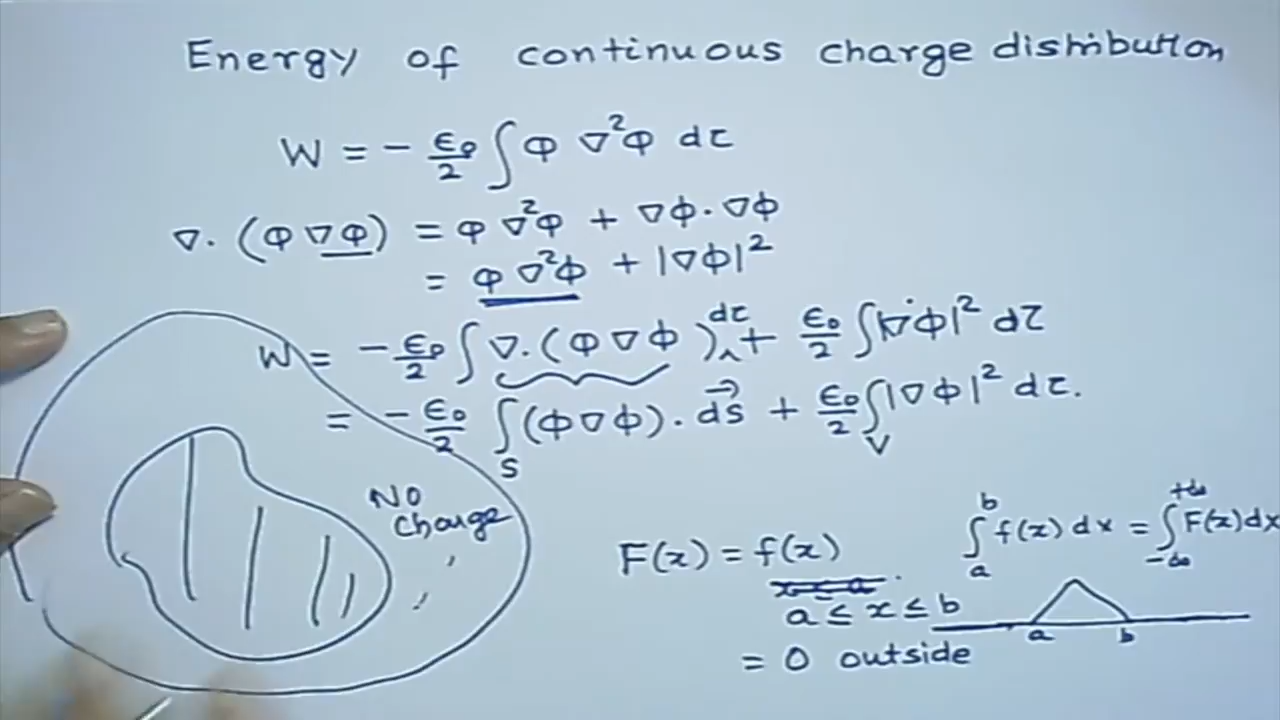 Energy of continuous charge distribution
W = - ε₀/2 ∫ Φ ∇²Φ dτ
∇. (Φ ∇Φ) = Φ ∇²Φ + ∇Φ.∇Φ
= Φ ∇²Φ + |∇Φ|²
W = - ε₀/2 ∫ ∇.(Φ∇Φ) dτ + ε₀/2 ∫ |∇Φ|² dτ
= - ε₀/2 ∫_S (Φ∇Φ). ds⃗ + ε₀/2 ∫_V |∇Φ|² dτ.
NO
Charge
F(x) = f(x)
a ≤ x ≤ b
= 0 outside
∫_a^b f(x) dx = ∫_{-∞}^{+∞} F(x) dx
a b